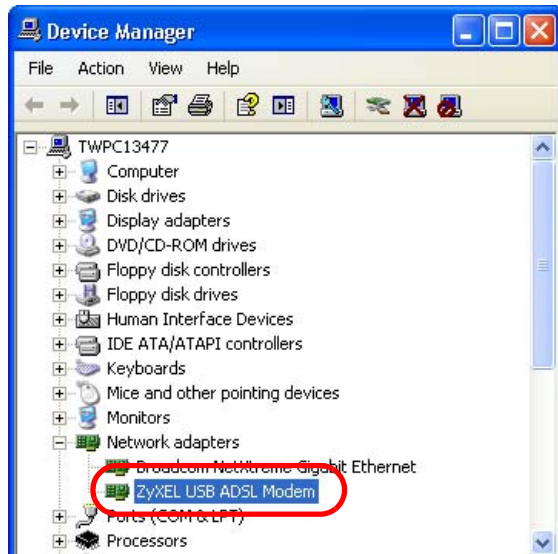 Device Manager
File Action View Help
TWPC13477
Computer
Disk drives
Display adapters
DVD/CD-ROM drives
Floppy disk controllers
Floppy disk drives
Human Interface Devices
IDE ATA/ATAPI controllers
Keyboards
Mice and other pointing devices
Monitors
Network adapters
Broadcom NetXtreme Gigabit Ethernet
ZyXEL USB ADSL Modem
Ports (COM & LPT)
Processors